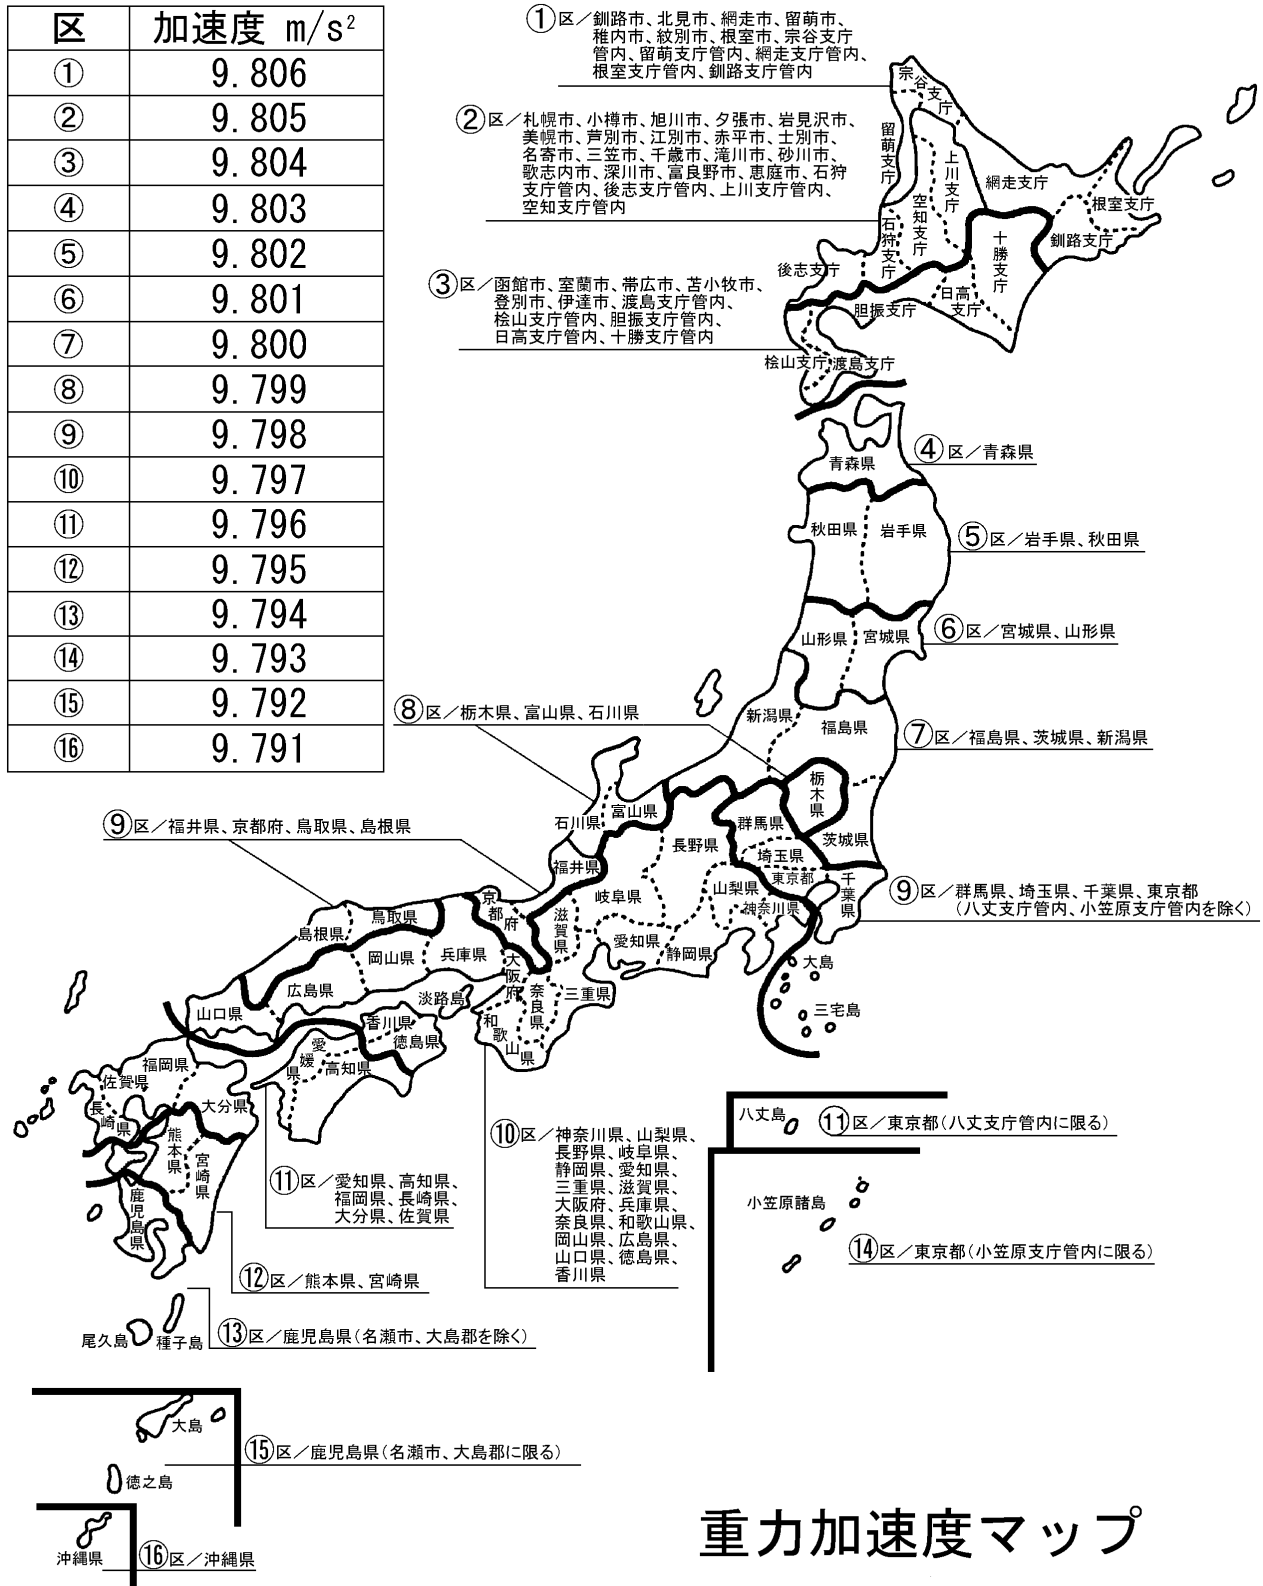 区 加速度 m/s²
① 9.806
② 9.805
③ 9.804
④ 9.803
⑤ 9.802
⑥ 9.801
⑦ 9.800
⑧ 9.799
⑨ 9.798
⑩ 9.797
⑪ 9.796
⑫ 9.795
⑬ 9.794
⑭ 9.793
⑮ 9.792
⑯ 9.791
①区／釧路市、北見市、網走市、留萌市、
稚内市、紋別市、根室市、宗谷支庁
管内、留萌支庁管内、網走支庁管内、
根室支庁管内、釧路支庁管内
②区／札幌市、小樽市、旭川市、夕張市、岩見沢市、
美幌市、芦別市、江別市、赤平市、士別市、
名寄市、三笠市、千歳市、滝川市、砂川市、
歌志内市、深川市、富良野市、恵庭市、石狩
支庁管内、後志支庁管内、上川支庁管内、
空知支庁管内
③区／函館市、室蘭市、帯広市、苫小牧市、
登別市、伊達市、渡島支庁管内、
桧山支庁管内、胆振支庁管内、
日高支庁管内、十勝支庁管内
宗谷支庁
留萌支庁
上川支庁
網走支庁
根室支庁
空知支庁
石狩支庁
十勝支庁
釧路支庁
後志支庁
日高支庁
胆振支庁
桧山支庁
渡島支庁
青森県
④区／青森県
秋田県
岩手県
⑤区／岩手県、秋田県
山形県
宮城県
⑥区／宮城県、山形県
⑧区／栃木県、富山県、石川県
新潟県
福島県
⑦区／福島県、茨城県、新潟県
栃木県
富山県
石川県
群馬県
茨城県
⑨区／福井県、京都府、鳥取県、島根県
長野県
埼玉県
福井県
東京都
千葉県
山梨県
岐阜県
神奈川県
⑨区／群馬県、埼玉県、千葉県、東京都
（八丈支庁管内、小笠原支庁管内を除く）
京都府
鳥取県
島根県
滋賀県
愛知県
静岡県
岡山県
兵庫県
大阪府
大島
広島県
淡路島
奈良県
三重県
三宅島
山口県
香川県
徳島県
和歌山県
愛媛県
高知県
福岡県
佐賀県
長崎県
大分県
熊本県
宮崎県
鹿児島県
八丈島
⑪区／東京都（八丈支庁管内に限る）
⑩区／神奈川県、山梨県、
長野県、岐阜県、
静岡県、愛知県、
三重県、滋賀県、
大阪府、兵庫県、
奈良県、和歌山県、
岡山県、広島県、
山口県、徳島県、
香川県
⑪区／愛知県、高知県、
福岡県、長崎県、
大分県、佐賀県
小笠原諸島
⑭区／東京都（小笠原支庁管内に限る）
⑫区／熊本県、宮崎県
尾久島
種子島
⑬区／鹿児島県（名瀬市、大島郡を除く）
大島
⑮区／鹿児島県（名瀬市、大島郡に限る）
徳之島
沖縄県
⑯区／沖縄県
重力加速度マップ